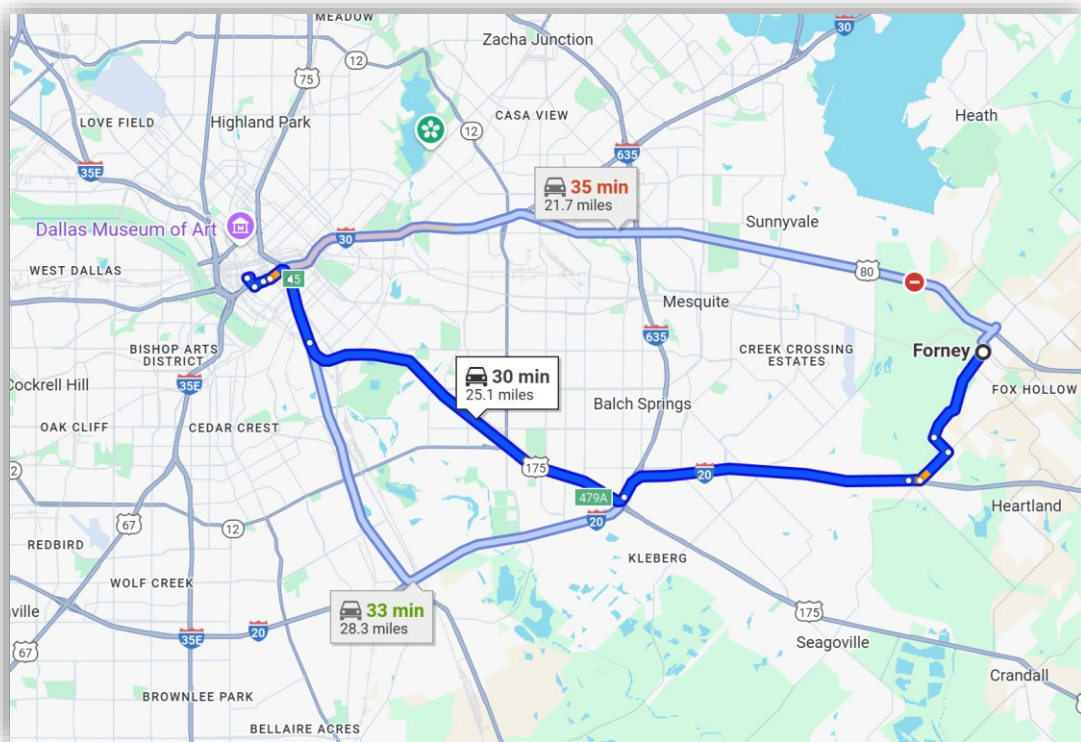 MEADOW
Zacha Junction
30
12
75
Heath
LOVE FIELD
Highland Park
CASA VIEW
12
35E
635
35 min
21.7 miles
Sunnyvale
Dallas Museum of Art
30
WEST DALLAS
80
45
Mesquite
635
BISHOP ARTS
DISTRICT
CREEK CROSSING
ESTATES
Forney
Cockrell Hill
35E
30 min
25.1 miles
FOX HOLLOW
Balch Springs
OAK CLIFF
CEDAR CREST
12
175
20
479A
Heartland
67
12
20
REDBIRD
KLEBERG
WOLF CREEK
33 min
28.3 miles
ville
35E
20
175
67
Seagoville
Crandall
BROWNLEE PARK
BELLAIRE ACRES